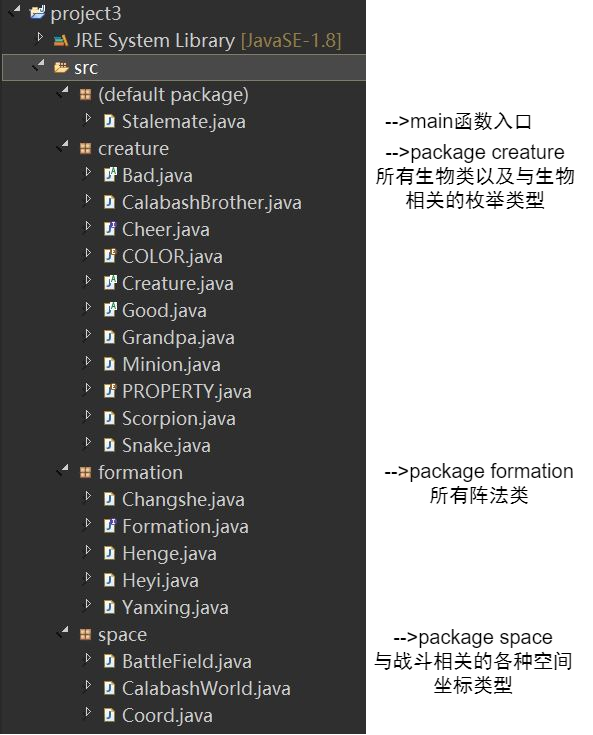 project3
JRE System Library [JavaSE-1.8]
src
(default package)
Stalemate.java
-->main函数入口
creature
-->package creature
所有生物类以及与生物
相关的枚举类型
Bad.java
CalabashBrother.java
Cheer.java
COLOR.java
Creature.java
Good.java
Grandpa.java
Minion.java
PROPERTY.java
Scorpion.java
Snake.java
formation
-->package formation
所有阵法类
Changshe.java
Formation.java
Henge.java
Heyi.java
Yanxing.java
space
-->package space
与战斗相关的各种空间
坐标类型
BattleField.java
CalabashWorld.java
Coord.java